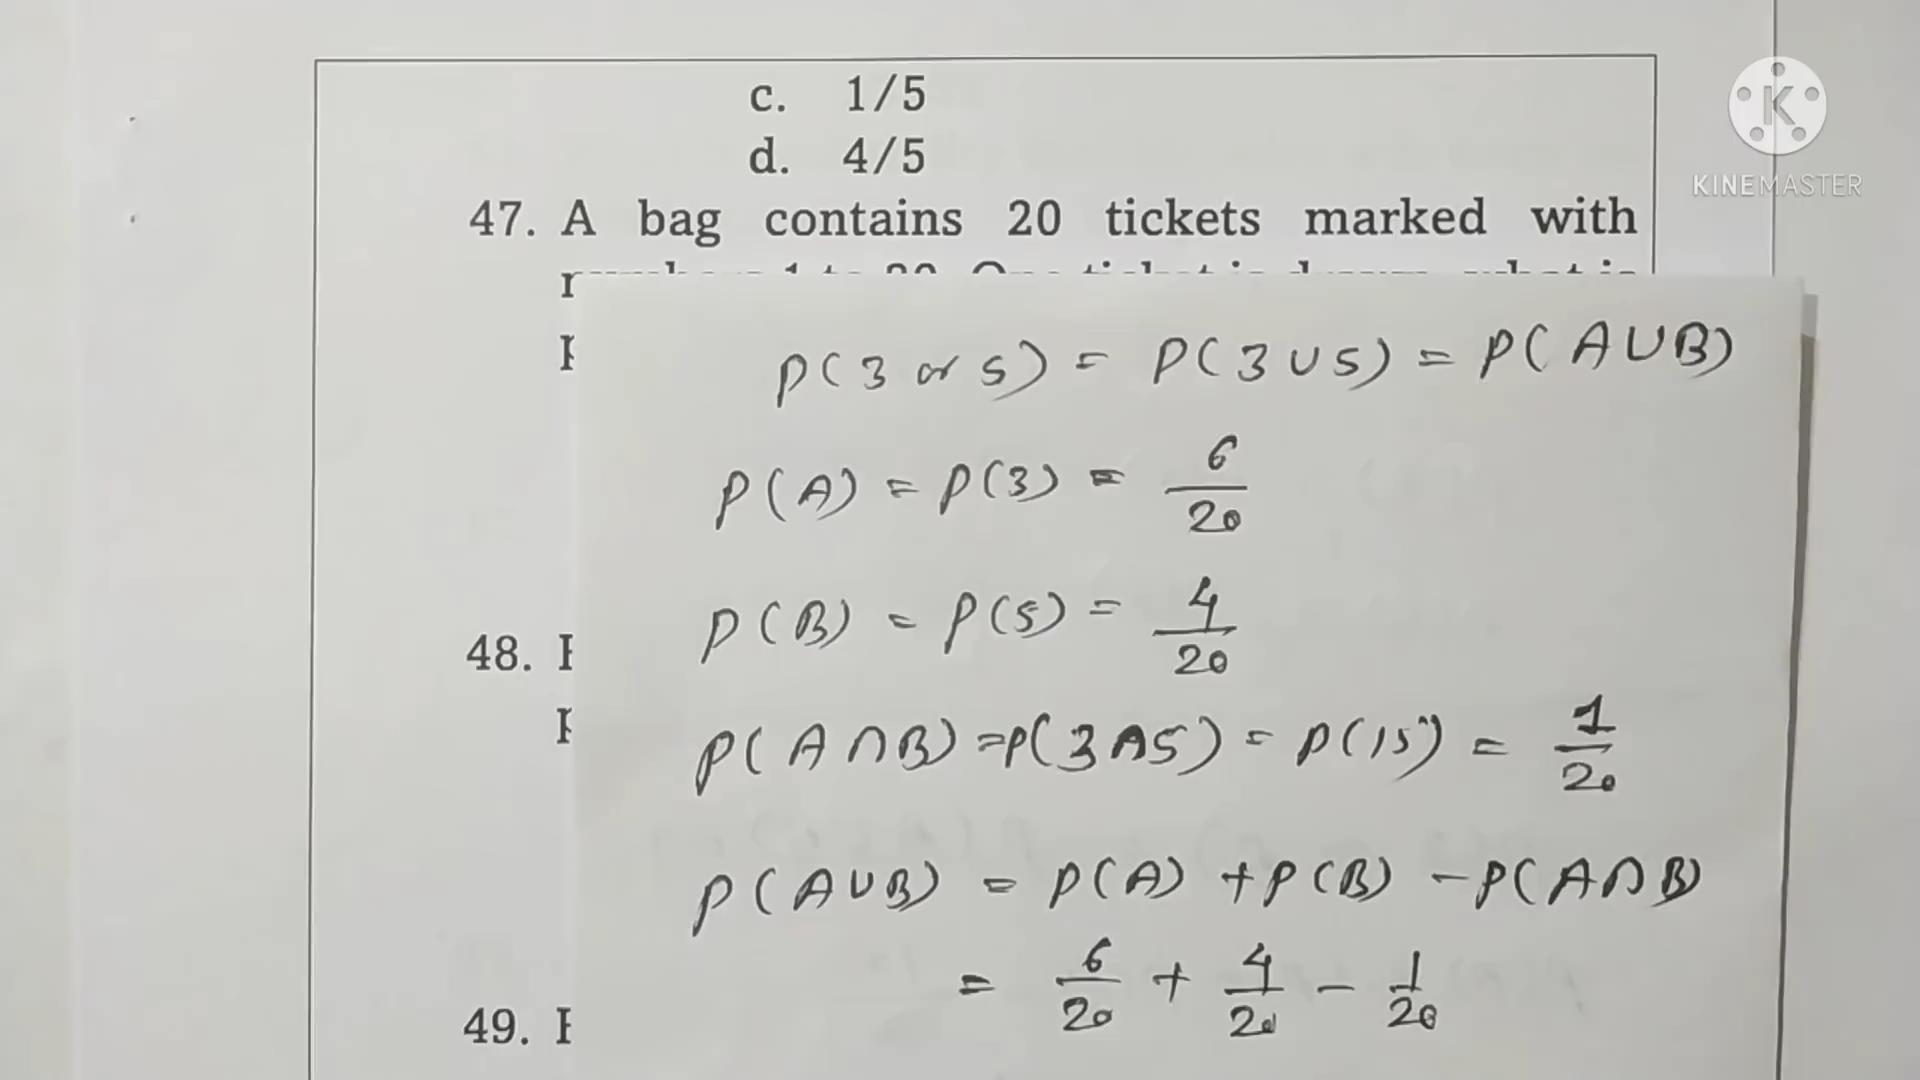 c. 1/5
d. 4/5
KINEMASTER
47. A bag contains 20 tickets marked with
P(3 or 5) = P(3 ∪ 5) = P(A∪B)
P(A) = P(3) = 6/20
P(B) = P(5) = 4/20
48.
P(A∩B) = P(3∩5) = P(15) = 1/20
P(A∪B) = P(A) + P(B) - P(A∩B)
= 6/20 + 4/20 - 1/20
49.